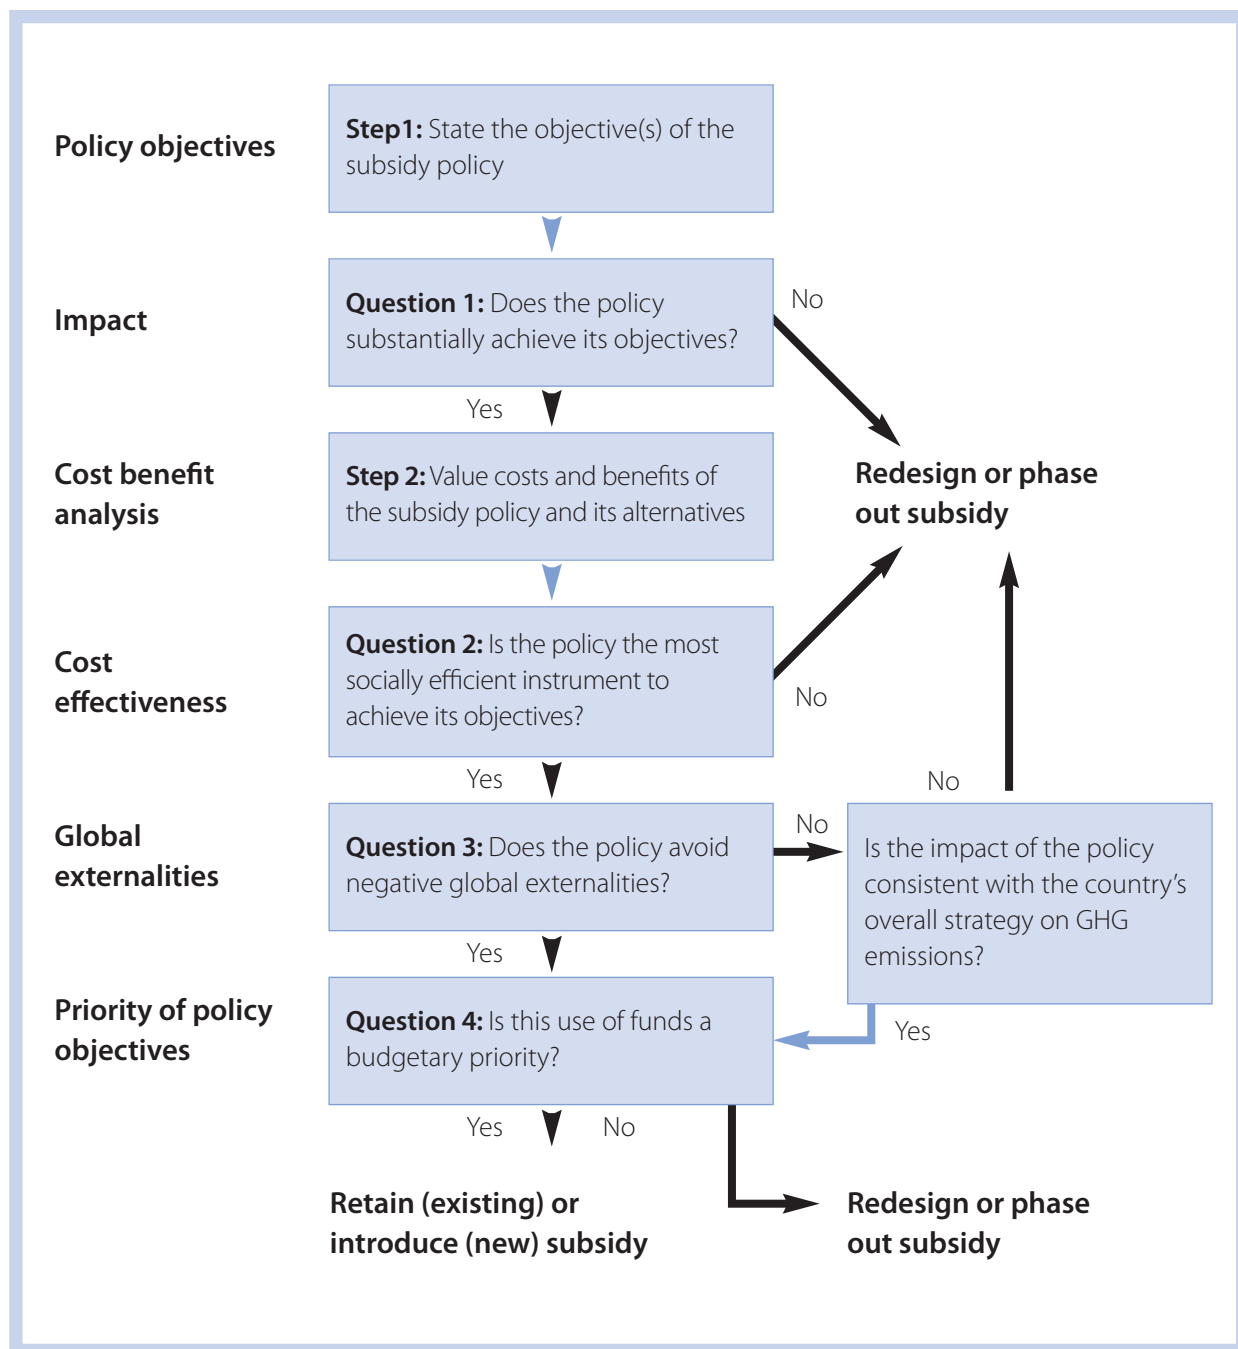 Policy objectives
Step1: State the objective(s) of the
subsidy policy
Impact
Question 1: Does the policy
substantially achieve its objectives?
No
Yes
Cost benefit
analysis
Step 2: Value costs and benefits of
the subsidy policy and its alternatives
Redesign or phase
out subsidy
Cost
effectiveness
Question 2: Is the policy the most
socially efficient instrument to
achieve its objectives?
No
Yes
No
Global
externalities
Question 3: Does the policy avoid
negative global externalities?
No
Is the impact of the policy
consistent with the country’s
overall strategy on GHG
emissions?
Yes
Priority of policy
objectives
Question 4: Is this use of funds a
budgetary priority?
Yes
Yes
No
Retain (existing) or
introduce (new) subsidy
Redesign or phase
out subsidy